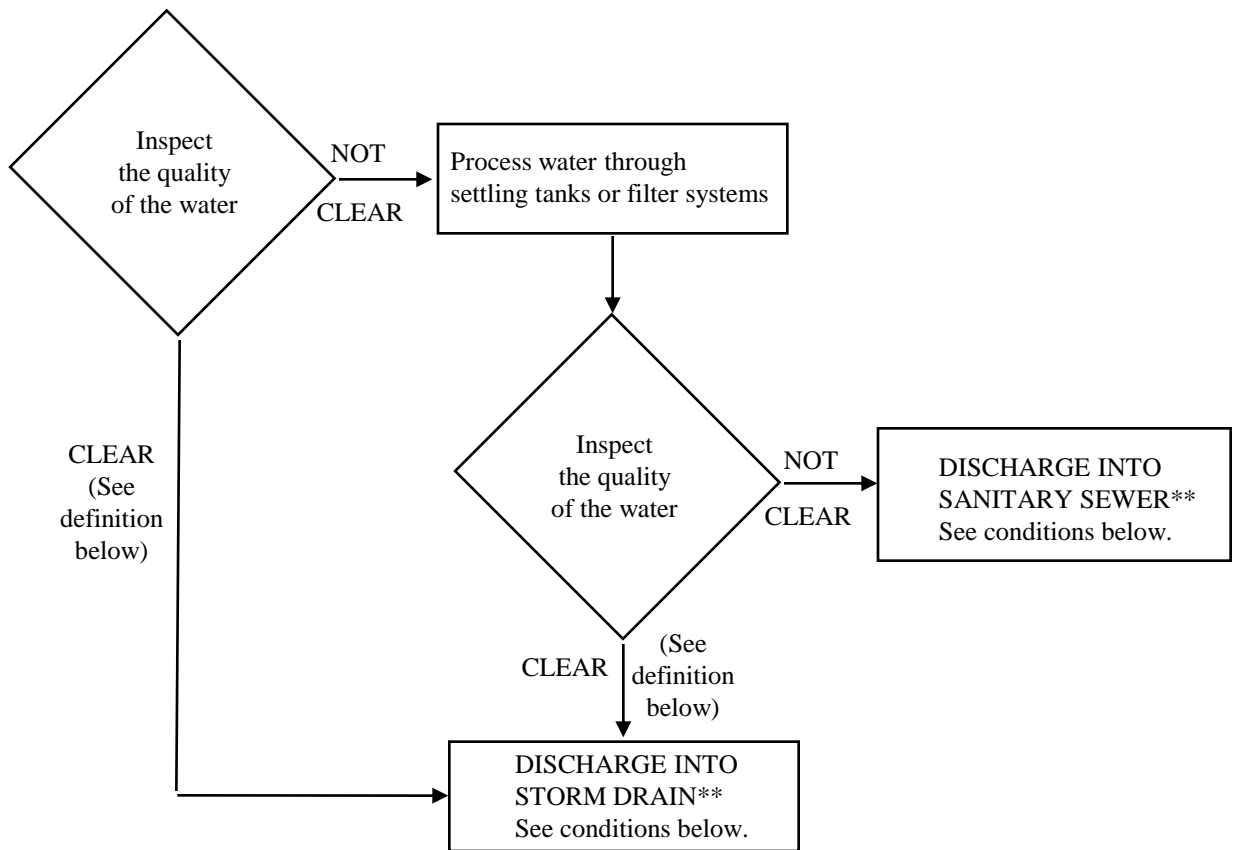 Inspect
the quality
of the water
NOT
CLEAR
Process water through
settling tanks or filter systems
CLEAR
(See
definition
below)
Inspect
the quality
of the water
NOT
CLEAR
DISCHARGE INTO
SANITARY SEWER**
See conditions below.
CLEAR
(See
definition
below)
DISCHARGE INTO
STORM DRAIN**
See conditions below.